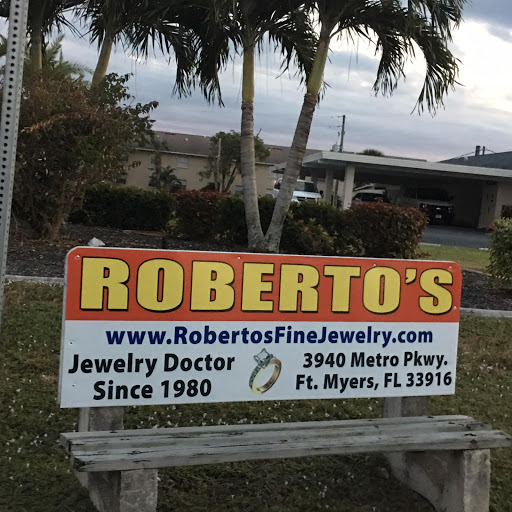 ROBERTO'S
www.RobertosFineJewelry.com
Jewelry Doctor
Since 1980
3940 Metro Pkwy.
Ft. Myers, FL 33916